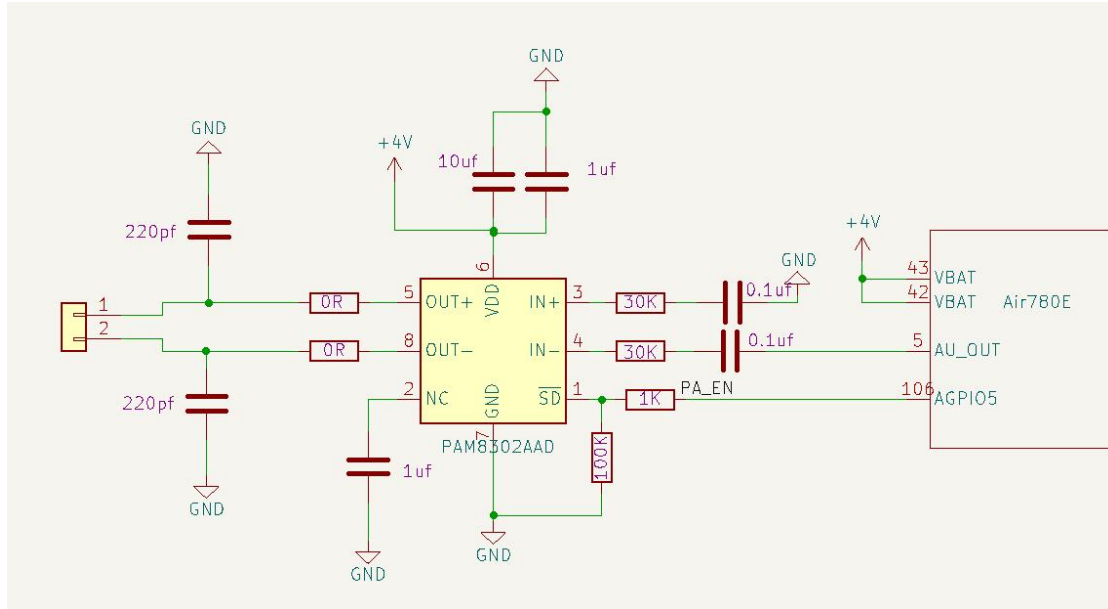 GND
GND
+4V
10uf
1uf
220pf
+4V
GND
6
VDD
43
VBAT
1
0R
5
OUT+
IN+
3
30K
0.1uf
42
VBAT
Air780E
2
0R
8
OUT-
IN-
4
30K
0.1uf
5
AU_OUT
220pf
2
NC
GND
SD
1
1K
PA_EN
106
AGPIO5
7
PAM8302AAD
1uf
100K
GND
GND
GND